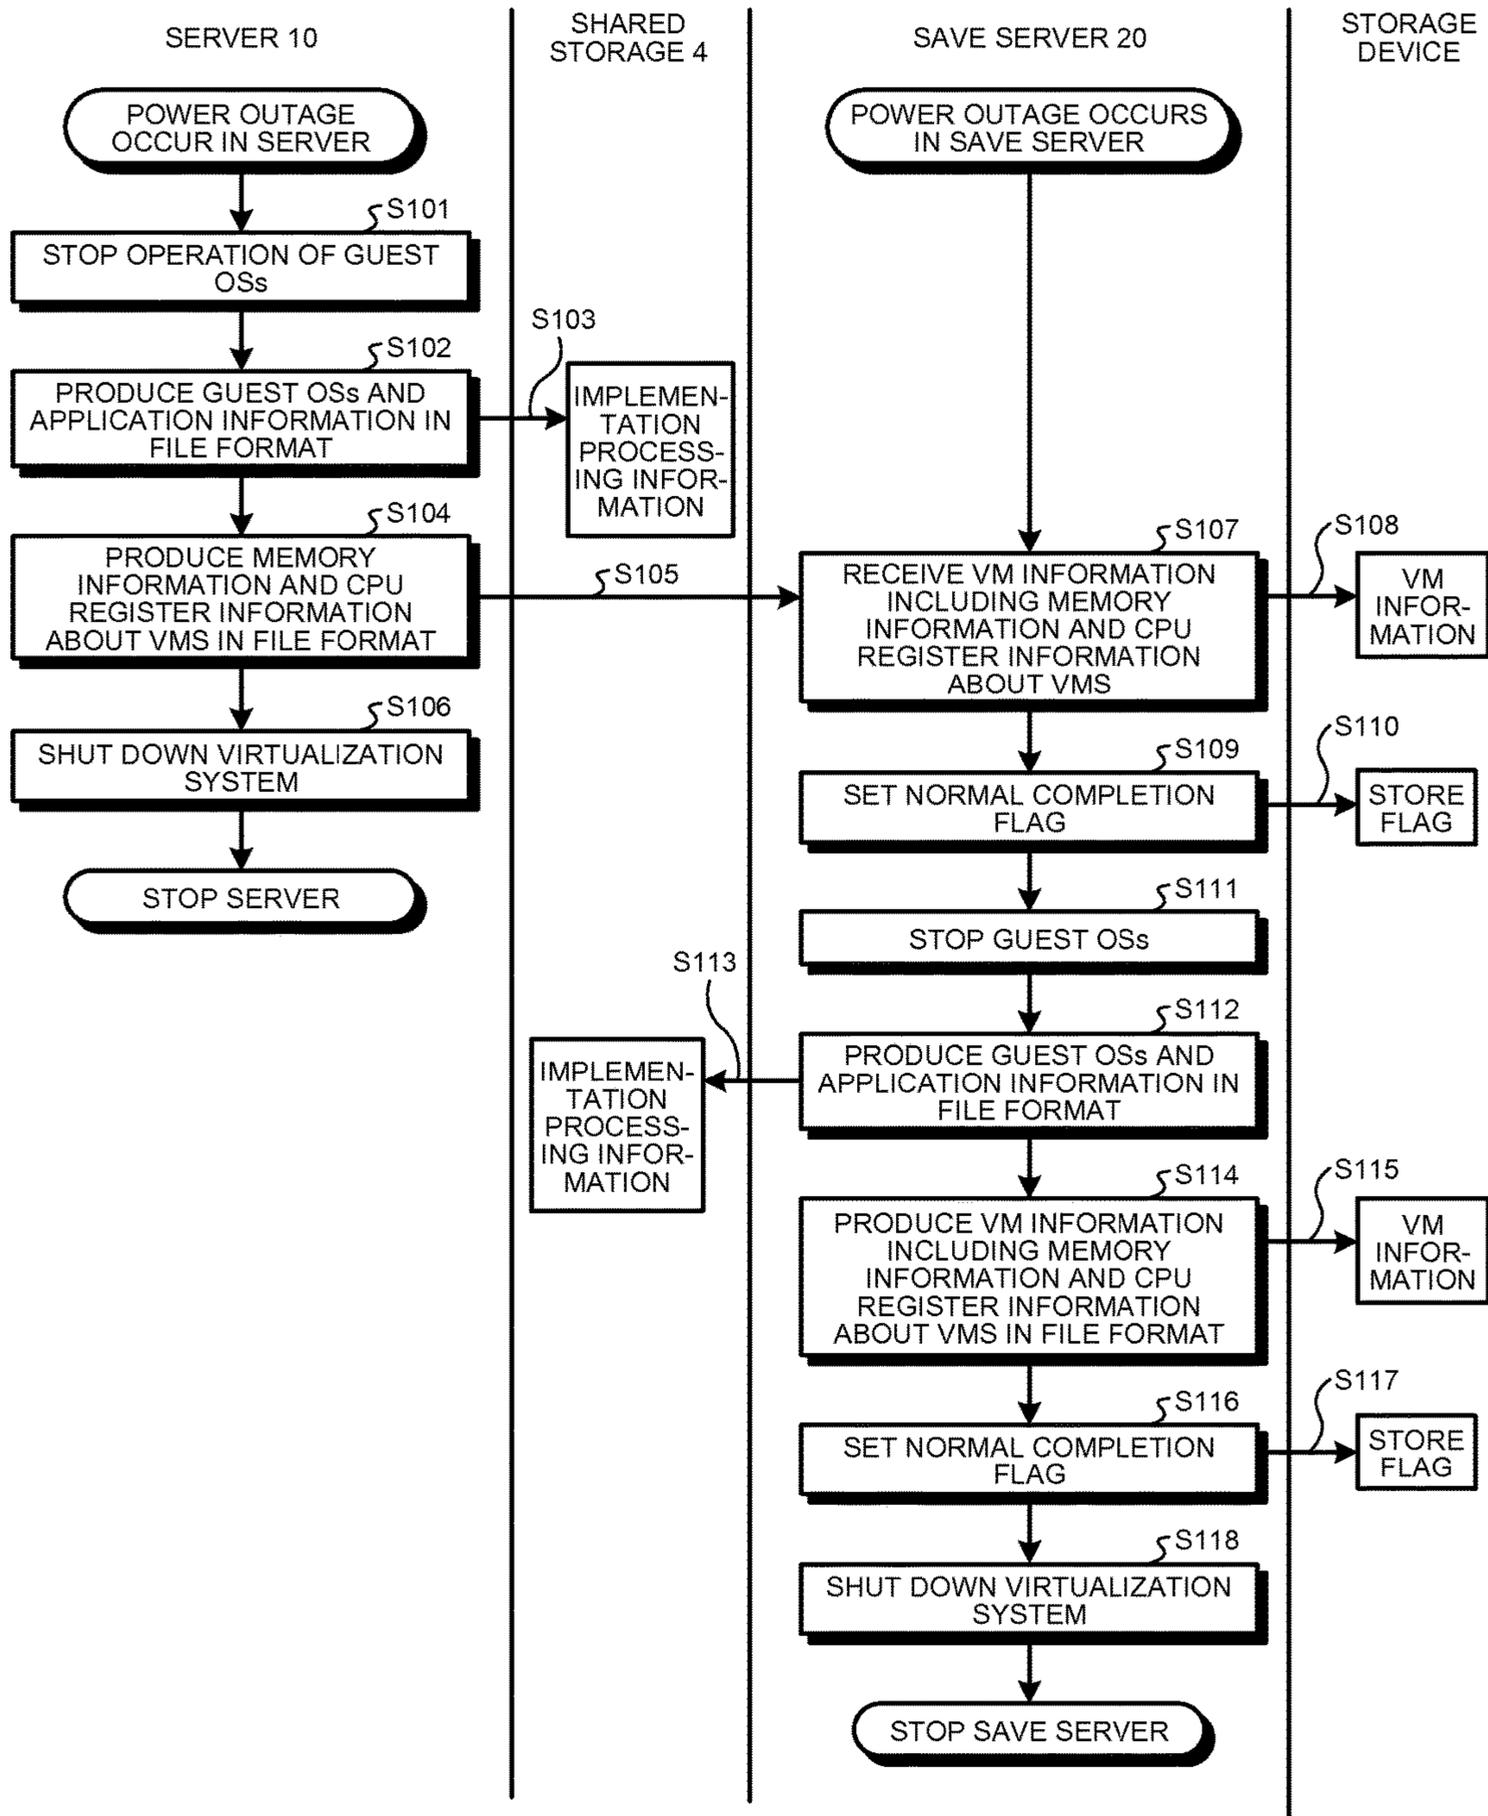 SERVER 10
SHARED
STORAGE 4
SAVE SERVER 20
STORAGE
DEVICE
POWER OUTAGE
OCCUR IN SERVER
POWER OUTAGE OCCURS
IN SAVE SERVER
S101
STOP OPERATION OF GUEST
OSs
S102
PRODUCE GUEST OSs AND
APPLICATION INFORMATION IN
FILE FORMAT
S103
IMPLEMEN-
TATION
PROCESS-
ING INFOR-
MATION
S104
PRODUCE MEMORY
INFORMATION AND CPU
REGISTER INFORMATION
ABOUT VMS IN FILE FORMAT
S105
S106
SHUT DOWN VIRTUALIZATION
SYSTEM
STOP SERVER
S107
RECEIVE VM INFORMATION
INCLUDING MEMORY
INFORMATION AND CPU
REGISTER INFORMATION
ABOUT VMS
S108
VM
INFOR-
MATION
S109
SET NORMAL COMPLETION
FLAG
S110
STORE
FLAG
S111
STOP GUEST OSs
S112
PRODUCE GUEST OSs AND
APPLICATION INFORMATION IN
FILE FORMAT
S113
IMPLEMEN-
TATION
PROCESS-
ING INFOR-
MATION
S114
PRODUCE VM INFORMATION
INCLUDING MEMORY
INFORMATION AND CPU
REGISTER INFORMATION
ABOUT VMS IN FILE FORMAT
S115
VM
INFOR-
MATION
S116
SET NORMAL COMPLETION
FLAG
S117
STORE
FLAG
S118
SHUT DOWN VIRTUALIZATION
SYSTEM
STOP SAVE SERVER